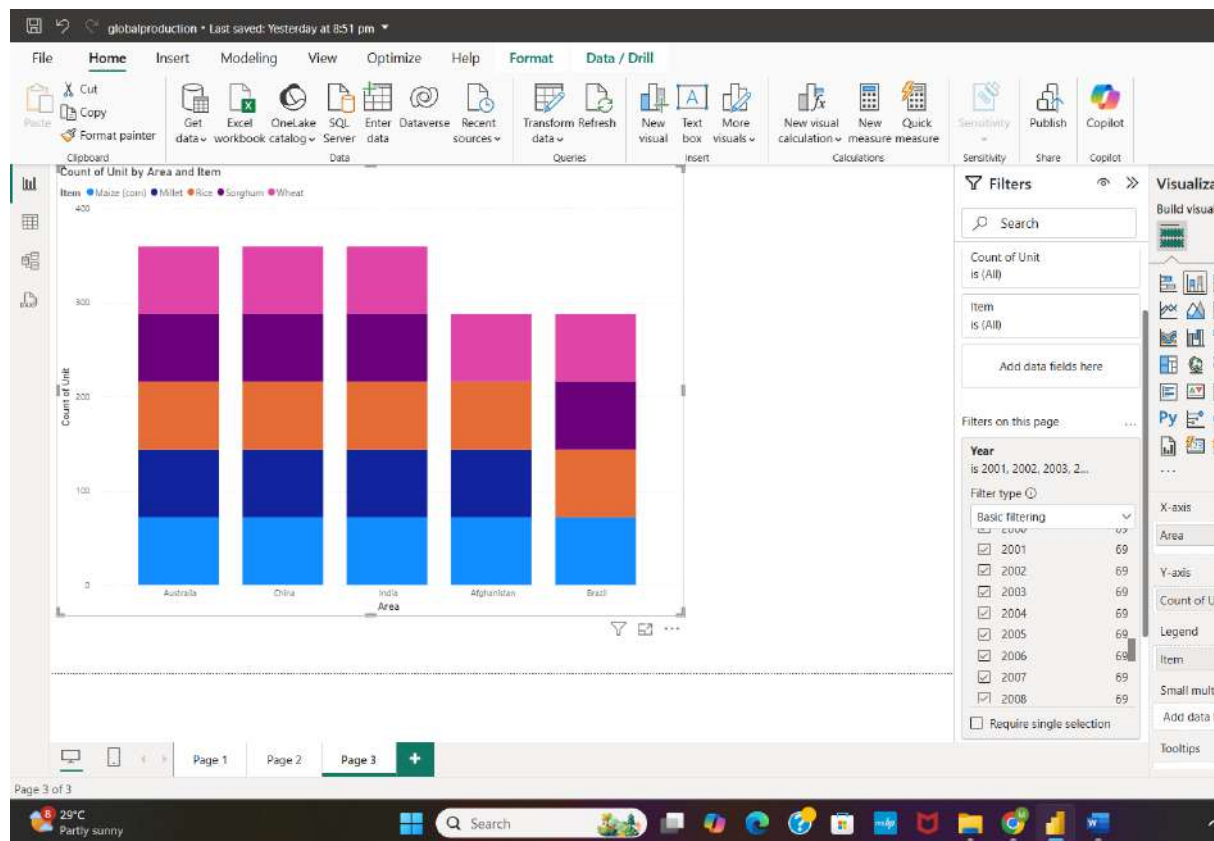 globalproduction • Last saved: Yesterday at 8:51 pm
File Home Insert Modeling View Optimize Help Format Data / Drill
Paste
Cut
Copy
Format painter
Get data
Excel workbook
OneLake catalog
SQL Server
Enter data
Dataverse
Recent sources
Transform data
Refresh
New visual
Text box
More visuals
New visual calculation
New measure
Quick measure
Sensitivity
Publish
Copilot
Clipboard Data Queries Insert Calculations Sensitivity Share Copilot
Count of Unit by Area and Item
Item Maize (corn) Millet Rice Sorghum Wheat
400
300
200
100
0
Count of Unit
Australia China India Afghanistan Brazil
Area
Filters
Search
Count of Unit
is (All)
Item
is (All)
Add data fields here
Filters on this page
Year
is 2001, 2002, 2003, 2...
Filter type
Basic filtering
2000 69
2001 69
2002 69
2003 69
2004 69
2005 69
2006 69
2007 69
2008 69
Require single selection
Visualiza
Build visua
Py
X-axis
Area
Y-axis
Count of U
Legend
Item
Small mult
Add data
Tooltips
Page 1 Page 2 Page 3 +
Page 3 of 3
8
29°C
Partly sunny
Search